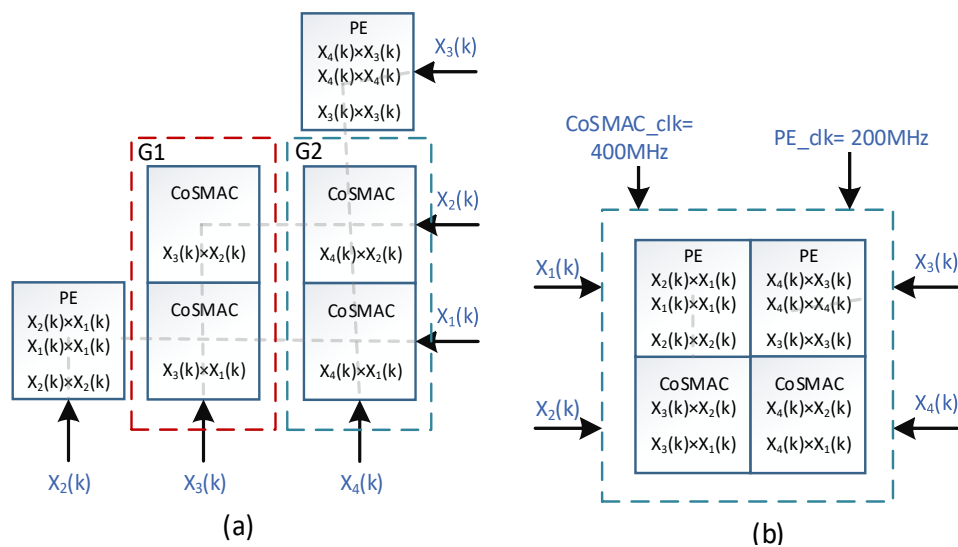 PE
X₄(k)×X₃(k)
X₄(k)×X₄(k)
X₃(k)×X₃(k)
X₃(k)
G1
CoSMAC
X₃(k)×X₂(k)
CoSMAC
X₃(k)×X₁(k)
G2
CoSMAC
X₄(k)×X₂(k)
CoSMAC
X₄(k)×X₁(k)
X₂(k)
X₁(k)
PE
X₂(k)×X₁(k)
X₁(k)×X₁(k)
X₂(k)×X₂(k)
X₂(k)
X₃(k)
X₄(k)
(a)
CoSMAC_clk=
400MHz
PE_clk= 200MHz
X₁(k)
X₂(k)
PE
X₂(k)×X₁(k)
X₁(k)×X₁(k)
X₂(k)×X₂(k)
PE
X₄(k)×X₃(k)
X₄(k)×X₄(k)
X₃(k)×X₃(k)
CoSMAC
X₃(k)×X₂(k)
X₃(k)×X₁(k)
CoSMAC
X₄(k)×X₂(k)
X₄(k)×X₁(k)
X₃(k)
X₄(k)
(b)